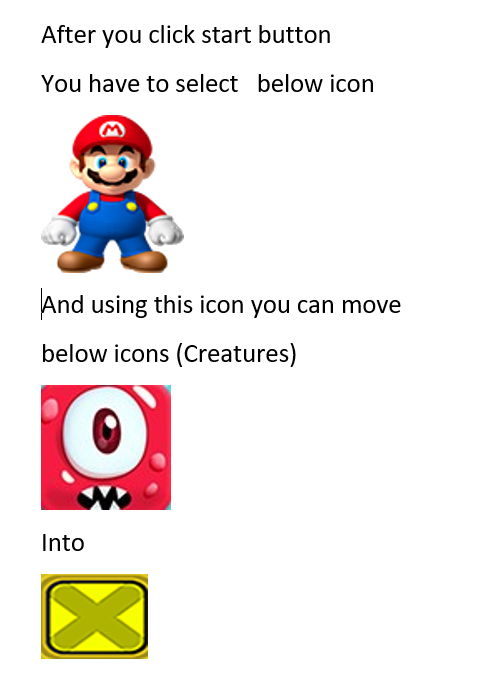 After you click start button
You have to select   below icon
M
And using this icon you can move
below icons (Creatures)
Into